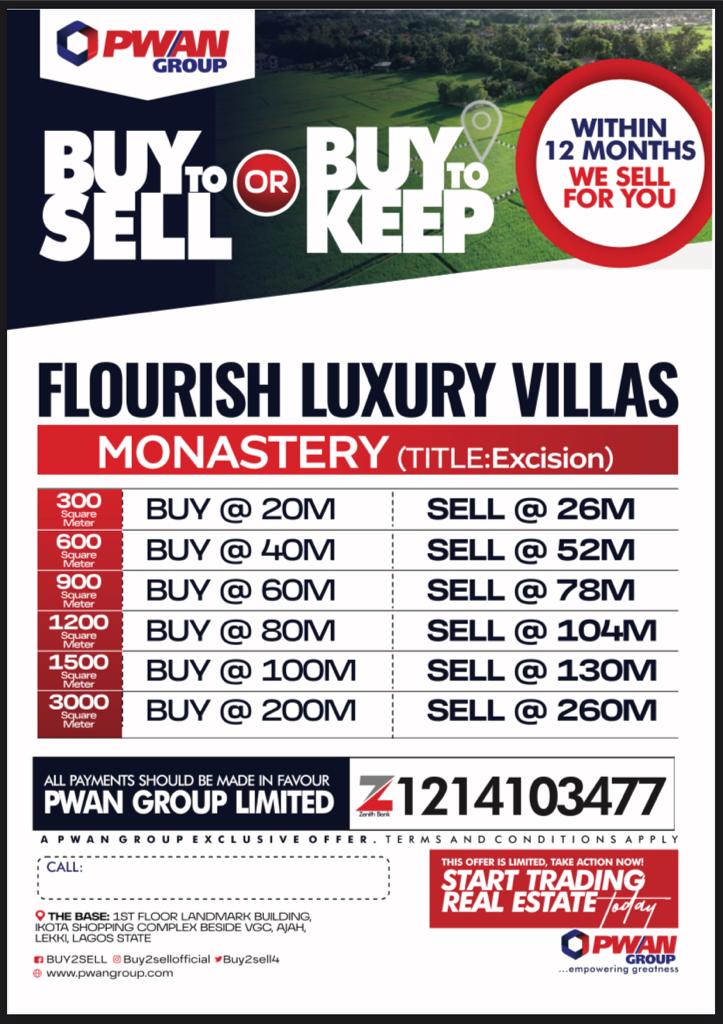 PWAN
GROUP
BUY TO SELL
OR
BUY TO KEEP
WITHIN
12 MONTHS
WE SELL
FOR YOU
FLOURISH LUXURY VILLAS
MONASTERY (TITLE:Excision)
300 Square Meter BUY @ 20M SELL @ 26M
600 Square Meter BUY @ 40M SELL @ 52M
900 Square Meter BUY @ 60M SELL @ 78M
1200 Square Meter BUY @ 80M SELL @ 104M
1500 Square Meter BUY @ 100M SELL @ 130M
3000 Square Meter BUY @ 200M SELL @ 260M
ALL PAYMENTS SHOULD BE MADE IN FAVOUR
PWAN GROUP LIMITED
Zenith Bank
1214103477
A PWAN GROUP EXCLUSIVE OFFER. TERMS AND CONDITIONS APPLY
CALL:
THIS OFFER IS LIMITED, TAKE ACTION NOW!
START TRADING
REAL ESTATE today
THE BASE: 1ST FLOOR LANDMARK BUILDING,
IKOTA SHOPPING COMPLEX BESIDE VGC, AJAH,
LEKKI, LAGOS STATE
BUY2SELL Buy2sellofficial Buy2sell4
www.pwangroup.com
PWAN
GROUP
...empowering greatness